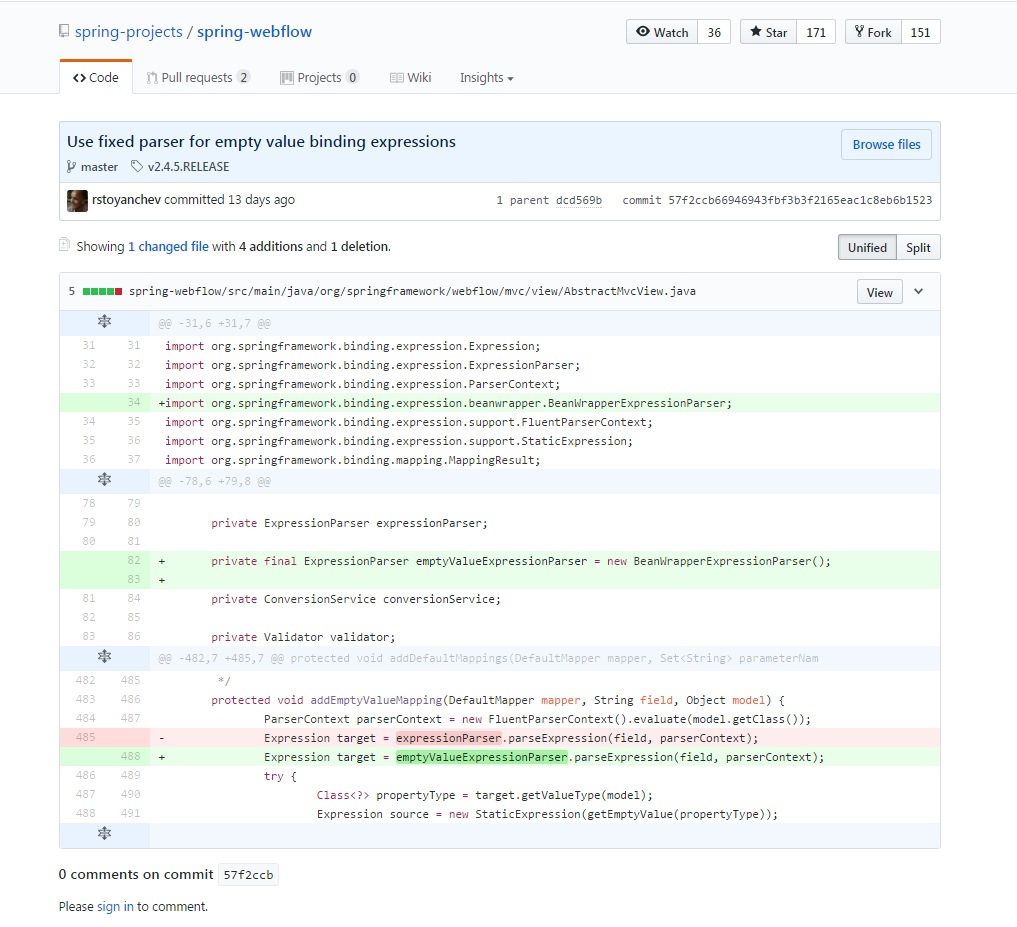 spring-projects / spring-webflow
Watch 36 Star 171 Fork 151
Code Pull requests 2 Projects 0 Wiki Insights
Use fixed parser for empty value binding expressions
Browse files
master v2.4.5.RELEASE
rstoyanchev committed 13 days ago 1 parent dcd569b commit 57f2ccb66946943fbf3b3f2165eac1c8eb6b1523
Showing 1 changed file with 4 additions and 1 deletion.
Unified Split
5 spring-webflow/src/main/java/org/springframework/webflow/mvc/view/AbstractMvcView.java View
@@ -31,6 +31,7 @@
31 31 import org.springframework.binding.expression.Expression;
32 32 import org.springframework.binding.expression.ExpressionParser;
33 33 import org.springframework.binding.expression.ParserContext;
34 +import org.springframework.binding.expression.beanwrapper.BeanWrapperExpressionParser;
34 35 import org.springframework.binding.expression.support.FluentParserContext;
35 36 import org.springframework.binding.expression.support.StaticExpression;
36 37 import org.springframework.binding.mapping.MappingResult;
@@ -78,6 +79,8 @@
78 79
79 80 private ExpressionParser expressionParser;
80 81
82 + private final ExpressionParser emptyValueExpressionParser = new BeanWrapperExpressionParser();
83 +
81 84 private ConversionService conversionService;
82 85
83 86 private Validator validator;
@@ -482,7 +485,7 @@ protected void addDefaultMappings(DefaultMapper mapper, Set<String> parameterNam
482 485 */
483 486 protected void addEmptyValueMapping(DefaultMapper mapper, String field, Object model) {
484 487 ParserContext parserContext = new FluentParserContext().evaluate(model.getClass());
485 - Expression target = expressionParser.parseExpression(field, parserContext);
488 + Expression target = emptyValueExpressionParser.parseExpression(field, parserContext);
486 489 try {
487 490 Class<?> propertyType = target.getValueType(model);
488 491 Expression source = new StaticExpression(getEmptyValue(propertyType));
0 comments on commit 57f2ccb
Please sign in to comment.